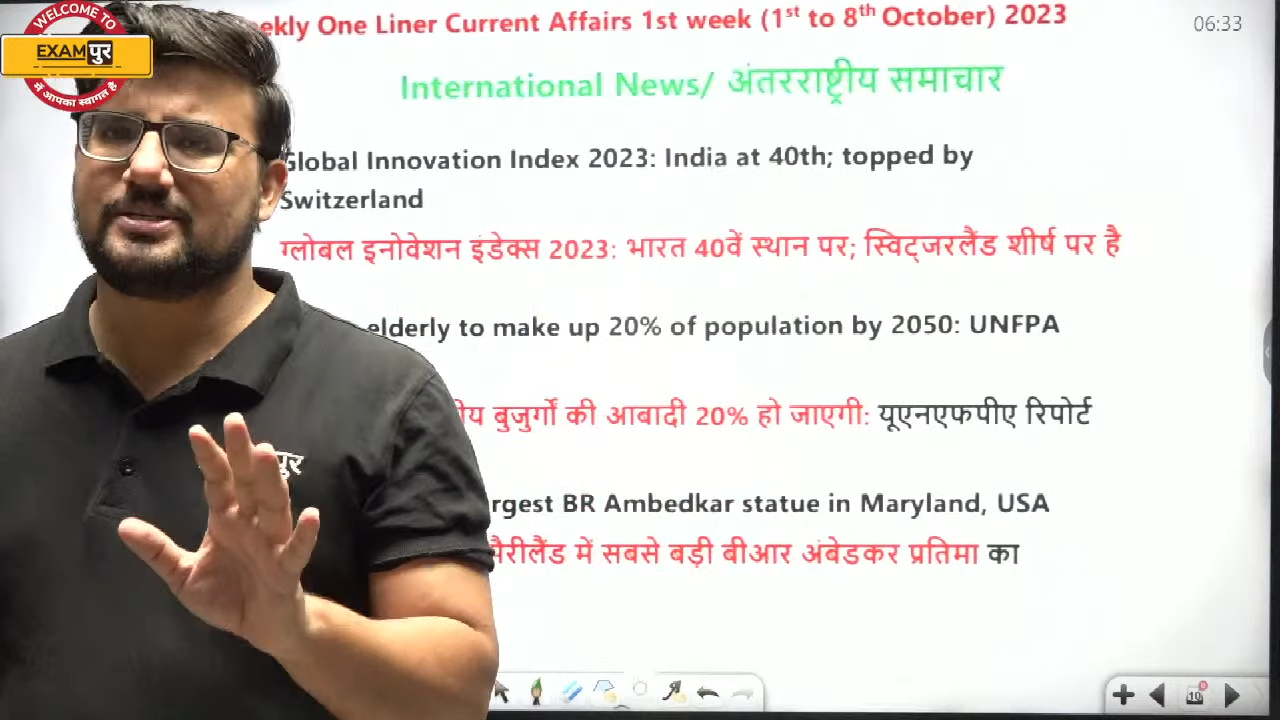 WELCOME TO
EXAMपुर
में आपका स्वागत है
Weekly One Liner Current Affairs 1st week (1st to 8th October) 2023
06:33
International News/ अंतरराष्ट्रीय समाचार
Global Innovation Index 2023: India at 40th; topped by
Switzerland
ग्लोबल इनोवेशन इंडेक्स 2023: भारत 40वें स्थान पर; स्विट्जरलैंड शीर्ष पर है
elderly to make up 20% of population by 2050: UNFPA
बुजुर्गों की आबादी 20% हो जाएगी: यूएनएफपीए रिपोर्ट
BR Ambedkar statue in Maryland, USA
मैरीलैंड में सबसे बड़ी बीआर अंबेडकर प्रतिमा का
पुर
10